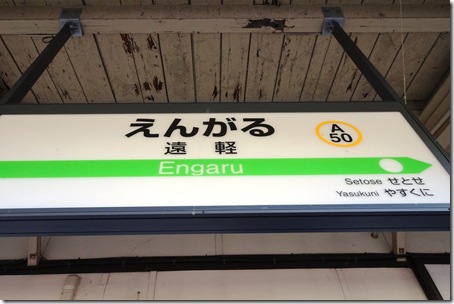 えんがる
遠軽
A
50
Engaru
Setose せとせ
Yasukuni やすくに